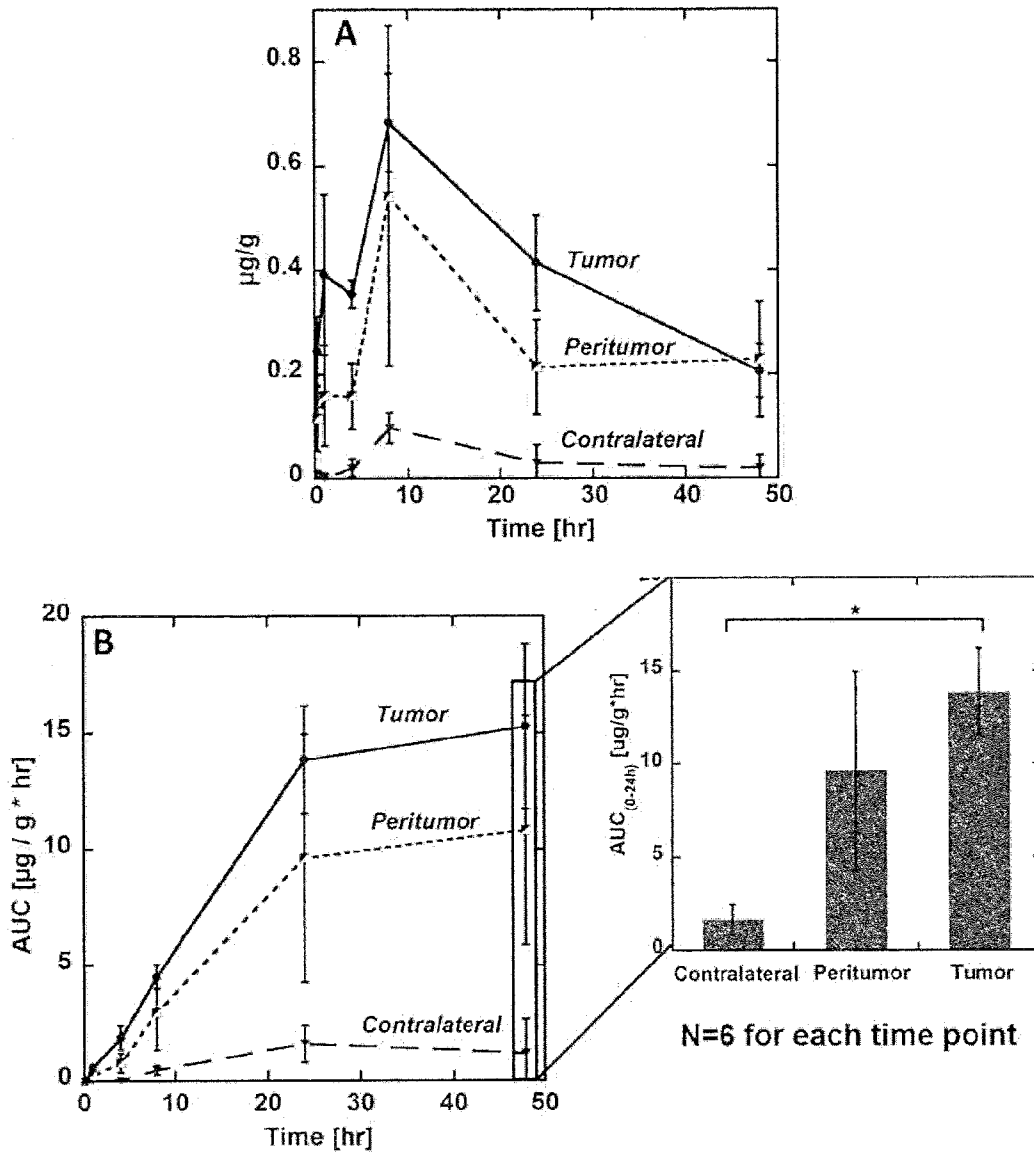 A
0.8
0.6
0.4
0.2
0
µg/g
Tumor
Peritumor
Contralateral
0 10 20 30 40 50
Time [hr]
B
20
15
10
5
0
AUC [µg / g * hr]
Tumor
Peritumor
Contralateral
0 10 20 30 40 50
Time [hr]
*
15
10
5
0
AUC(0-24h) [ug/g*hr]
Contralateral Peritumor Tumor
N=6 for each time point